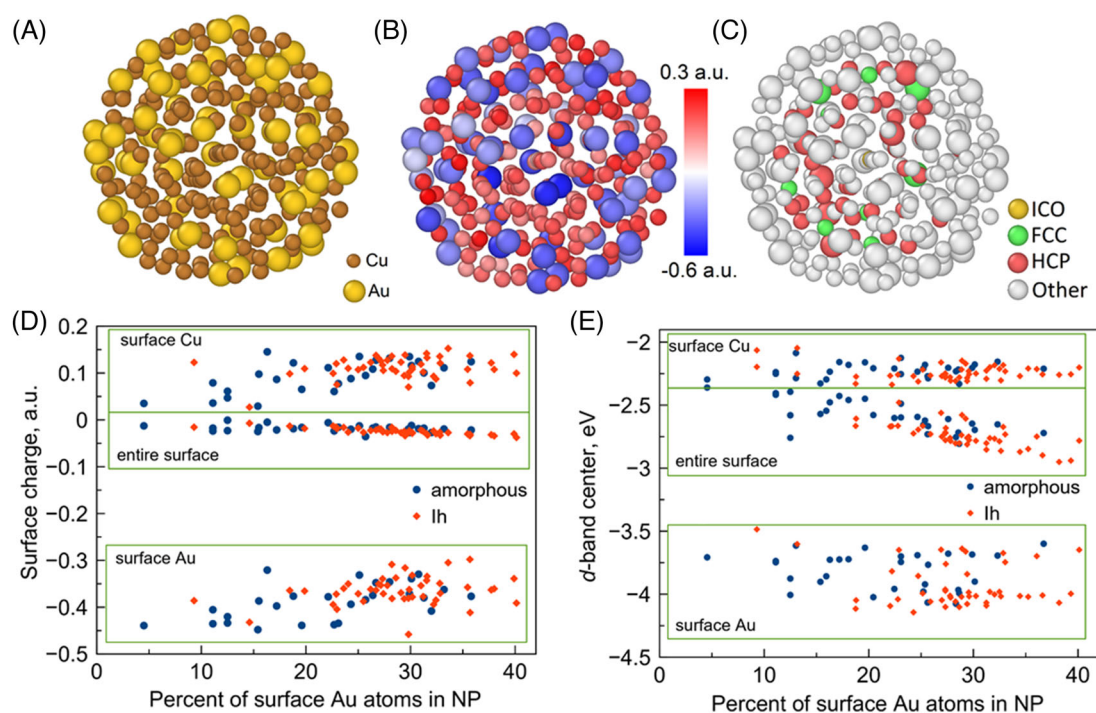 (A)
(B)
(C)
0.3 a.u.
-0.6 a.u.
Cu
Au
ICO
FCC
HCP
Other
(D)
Surface charge, a.u.
0.2
0.1
0
−0.1
−0.2
−0.3
−0.4
−0.5
surface Cu
entire surface
amorphous
Ih
surface Au
0 10 20 30 40
Percent of surface Au atoms in NP
(E)
d-band center, eV
−2
−2.5
−3
−3.5
−4
−4.5
surface Cu
entire surface
amorphous
Ih
surface Au
0 10 20 30 40
Percent of surface Au atoms in NP